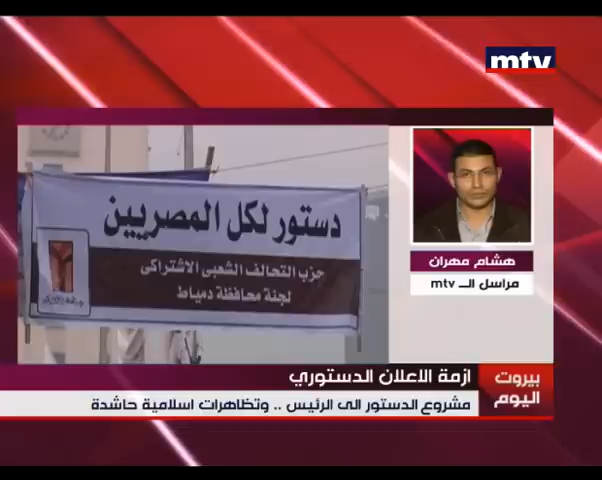 mtv
دستور لكل المصريين
حزب التحالف الشعبى الاشتراكى
لجنة محافظة دمياط
هشام مهران
مراسل الـ mtv
بيروت
اليوم
ازمة الاعلان الدستوري
مشروع الدستور الى الرئيس .. وتظاهرات اسلامية حاشدة